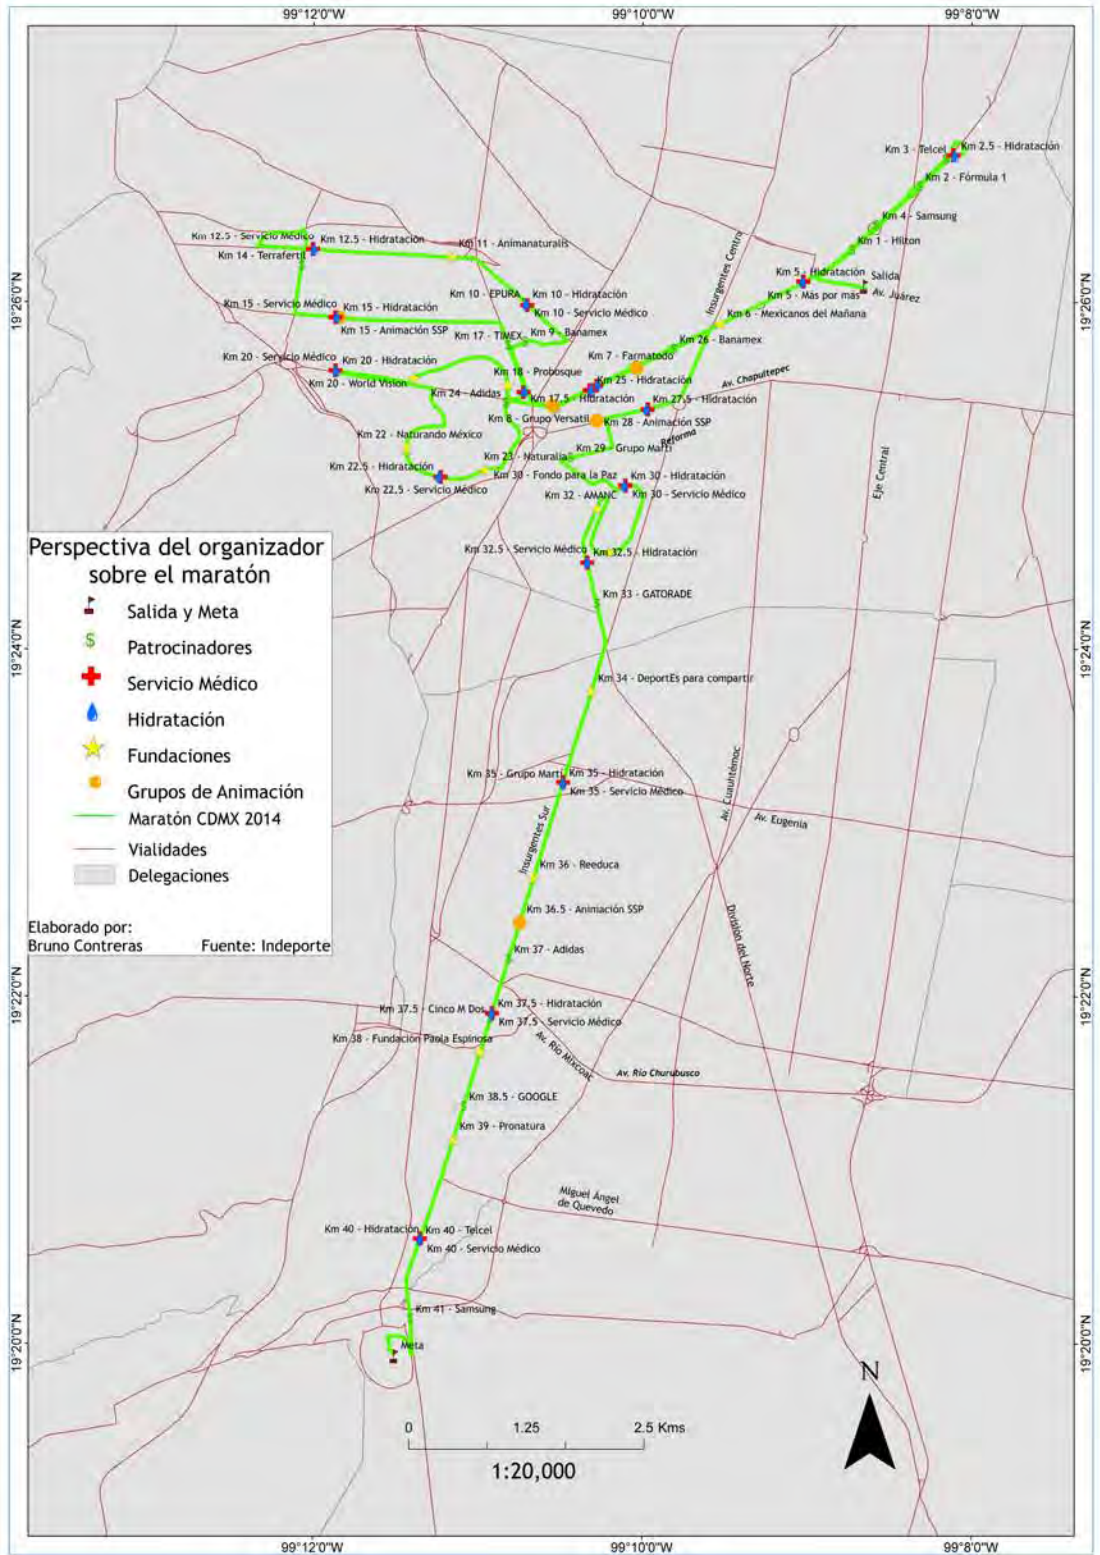 99°12'0"W
99°10'0"W
99°8'0"W
Km 3 - Telcel
Km 2.5 - Hidratación
Km 2 - Fórmula 1
Km 4 - Samsung
Km 1 - Hilton
Km 12.5 - Servicio Médico
Km 12.5 - Hidratación
Km 11 - Animanaturalis
Km 14 - Terrafertil
Insurgentes Centro
Km 5 - Hidratación
Salida
Av. Juárez
Km 5 - Más por más
19°26'0"N
19°26'0"N
Km 10 - EPURA
Km 10 - Hidratación
Km 10 - Servicio Médico
Km 15 - Servicio Médico
Km 15 - Hidratación
Km 15 - Animación SSP
Km 6 - Mexicanos del Mañana
Km 17 - TIMEX
Km 9 - Banamex
Km 26 - Banamex
Km 20 - Servicio Médico
Km 20 - Hidratación
Km 7 - Farmatodo
Km 18 - Probosque
Km 20 - World Vision
Km 25 - Hidratación
Av. Chapultepec
Km 24 - Adidas
Km 17.5 - Hidratación
Km 27.5 - Hidratación
Km 8 - Grupo Versatil
Km 28 - Animación SSP
Km 22 - Naturando México
Reforma
Km 29 - Grupo Martí
Km 23 - Naturalia
Km 22.5 - Hidratación
Km 30 - Fondo para la Paz
Km 30 - Hidratación
Km 22.5 - Servicio Médico
Km 32 - AMANC
Km 30 - Servicio Médico
Eje Central
Km 32.5 - Servicio Médico
Km 32.5 - Hidratación
Km 33 - GATORADE
Perspectiva del organizador
sobre el maratón
Salida y Meta
Patrocinadores
Servicio Médico
Hidratación
Fundaciones
Grupos de Animación
Maratón CDMX 2014
Vialidades
Delegaciones
Elaborado por:
Bruno Contreras
Fuente: Indeporte
19°24'0"N
19°24'0"N
Km 34 - DeportEs para compartir
Km 35 - Grupo Martí
Km 35 - Hidratación
Km 35 - Servicio Médico
Av. Cuauhtémoc
Av. Eugenia
Insurgentes Sur
Km 36 - Reeduca
Km 36.5 - Animación SSP
Km 37 - Adidas
División del Norte
19°22'0"N
19°22'0"N
Km 37.5 - Cinco M Dos
Km 37.5 - Hidratación
Km 37.5 - Servicio Médico
Km 38 - Fundación Paola Espinosa
Av. Río Mixcoac
Av. Río Churubusco
Km 38.5 - GOOGLE
Km 39 - Pronatura
Miguel Ángel
de Quevedo
Km 40 - Hidratación
Km 40 - Telcel
Km 40 - Servicio Médico
Km 41 - Samsung
19°20'0"N
19°20'0"N
Meta
N
0
1.25
2.5 Kms
1:20,000
99°12'0"W
99°10'0"W
99°8'0"W